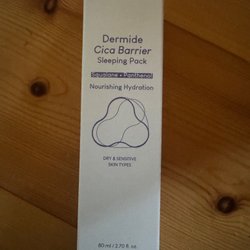 Dermide
Cica Barrier
Sleeping Pack
Squalane + Panthenol
Nourishing Hydration
DRY & SENSITIVE
SKIN TYPES
80 ml / 2.70 fl. oz